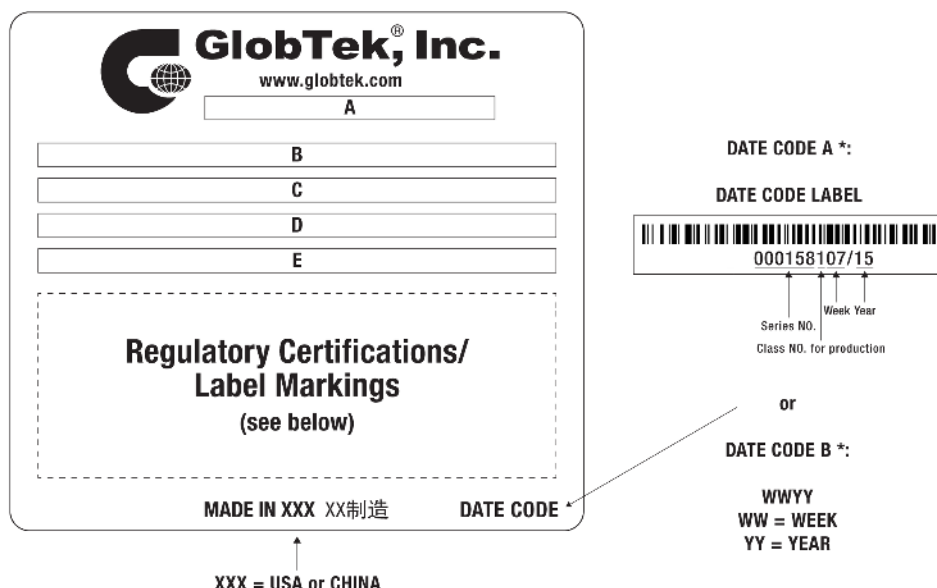 GlobTek,® Inc.
www.globtek.com
A
B
C
D
E
Regulatory Certifications/
Label Markings
(see below)
MADE IN XXX XX制造
DATE CODE
XXX = USA or CHINA
DATE CODE A *:
DATE CODE LABEL
000158107/15
Week Year
Series NO.
Class NO. for production
or
DATE CODE B *:
WWYY
WW = WEEK
YY = YEAR